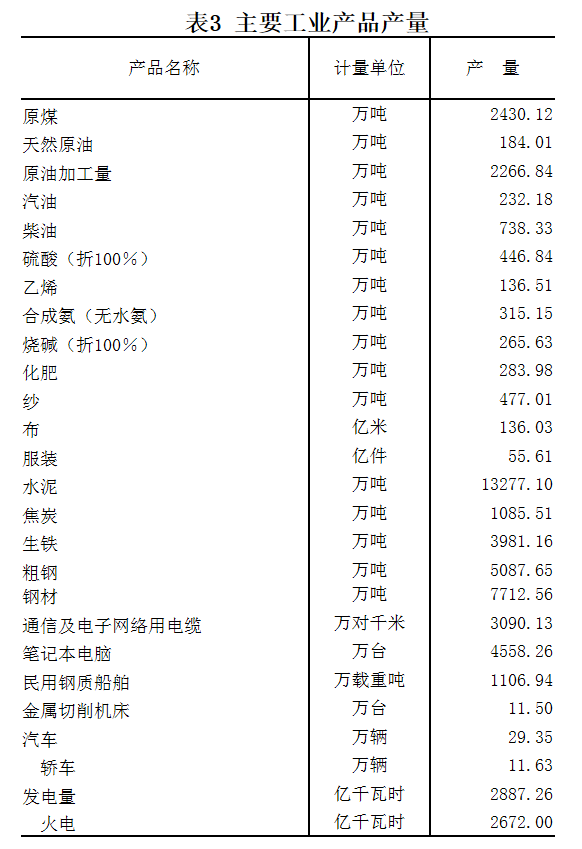 表3 主要工业产品产量
产品名称 计量单位 产 量
原煤 万吨 2430.12
天然原油 万吨 184.01
原油加工量 万吨 2266.84
汽油 万吨 232.18
柴油 万吨 738.33
硫酸（折100％） 万吨 446.84
乙烯 万吨 136.51
合成氨（无水氨） 万吨 315.15
烧碱（折100％） 万吨 265.63
化肥 万吨 283.98
纱 万吨 477.01
布 亿米 136.03
服装 亿件 55.61
水泥 万吨 13277.10
焦炭 万吨 1085.51
生铁 万吨 3981.16
粗钢 万吨 5087.65
钢材 万吨 7712.56
通信及电子网络用电缆 万对千米 3090.13
笔记本电脑 万台 4558.26
民用钢质船舶 万载重吨 1106.94
金属切削机床 万台 11.50
汽车 万辆 29.35
轿车 万辆 11.63
发电量 亿千瓦时 2887.26
火电 亿千瓦时 2672.00